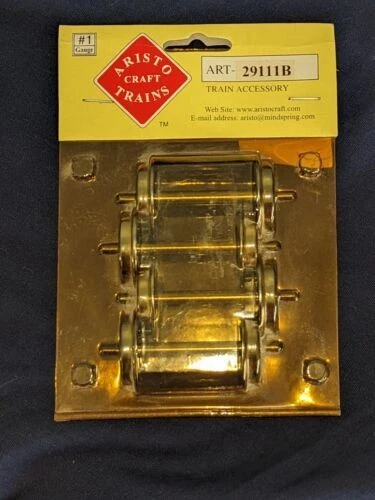 #1
Gauge
ARISTO
CRAFT
TRAINS
TM
ART- 29111B
TRAIN ACCESSORY
Web Site: www.aristocraft.com
E-mail address: aristo@mindspring.com